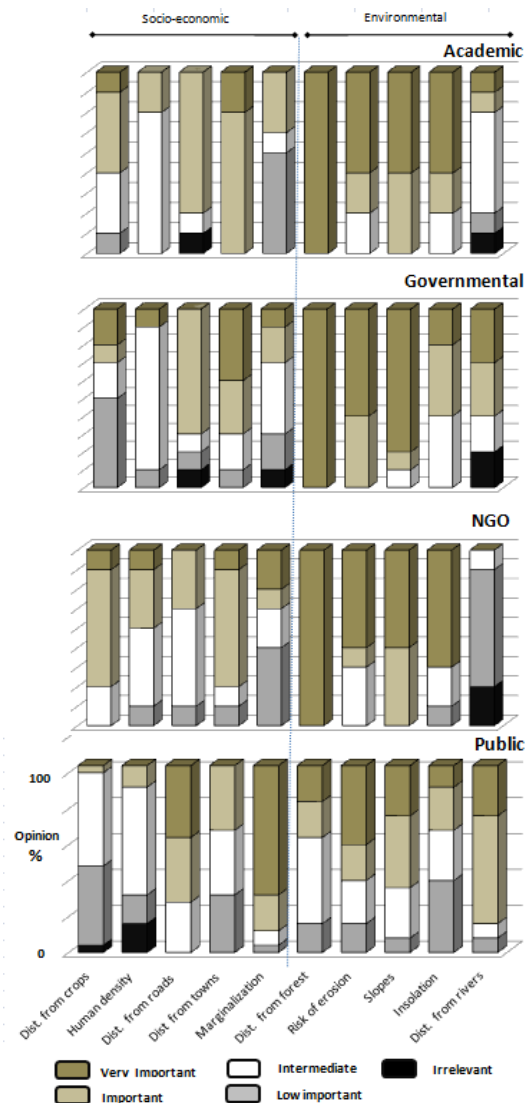 Socio-economic Environmental
Academic
Governmental
NGO
Public
100
Opinion
%
0
Dist. from crops
Human density
Dist. from roads
Dist from towns
Marginalization
Dist. from forest
Risk of erosion
Slopes
Insolation
Dist. from rivers
Very Important Intermediate Irrelevant
Important Low important